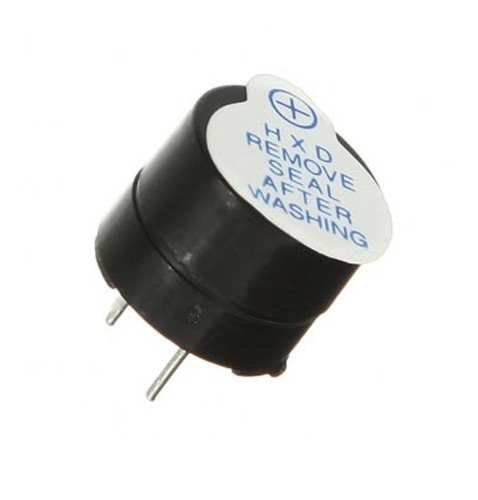 +
H X D
REMOVE
SEAL
AFTER
WASHING